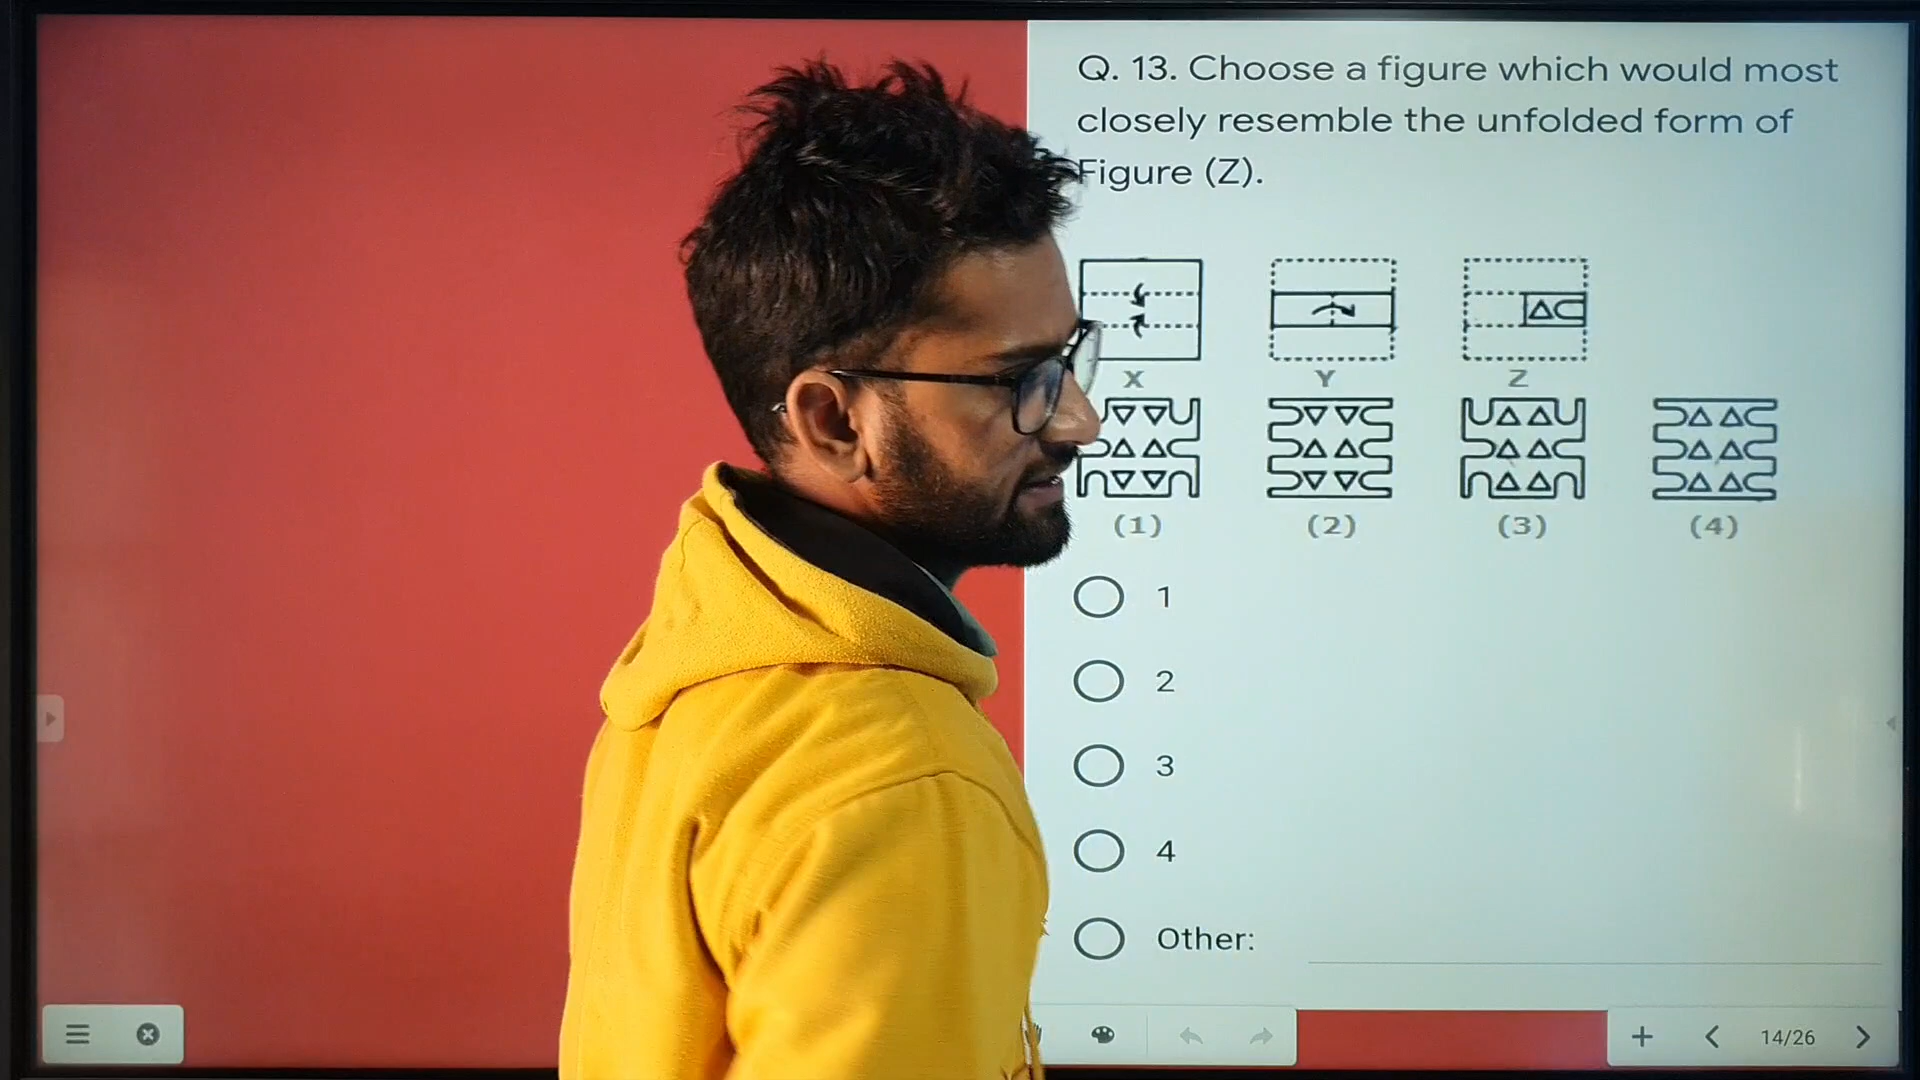 Q. 13. Choose a figure which would most
closely resemble the unfolded form of
Figure (Z).
X Y Z
(1) (2) (3) (4)
1
2
3
4
Other:
14/26